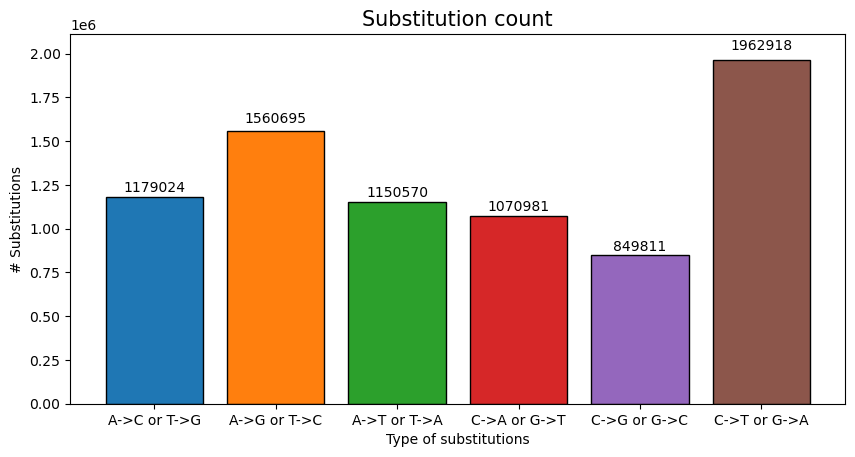 Substitution count
1e6
2.00
1.75
1.50
1.25
1.00
0.75
0.50
0.25
0.00
# Substitutions
1179024
1560695
1150570
1070981
849811
1962918
A->C or T->G
A->G or T->C
A->T or T->A
C->A or G->T
C->G or G->C
C->T or G->A
Type of substitutions